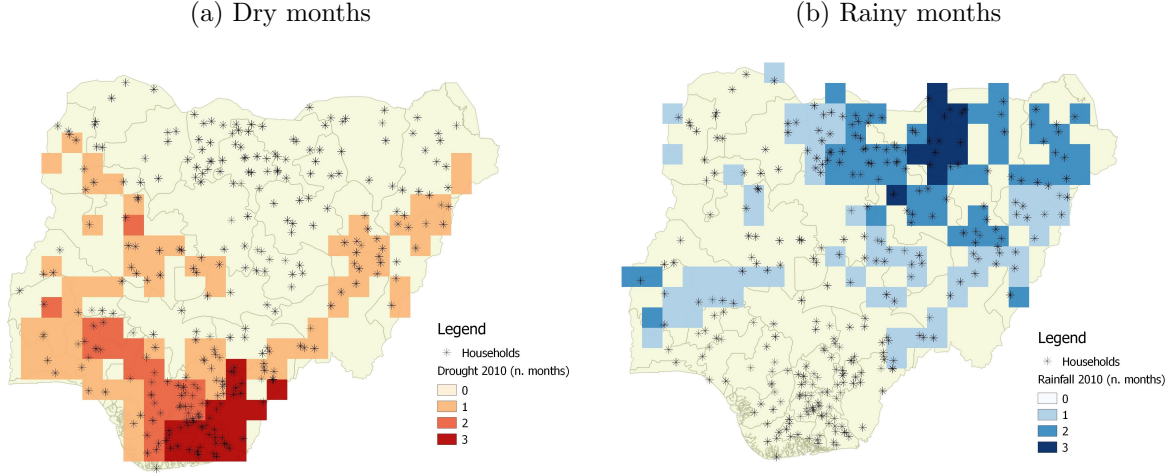 (a) Dry months
(b) Rainy months
Legend
Households
Drought 2010 (n. months)
0
1
2
3
Legend
Households
Rainfall 2010 (n. months)
0
1
2
3